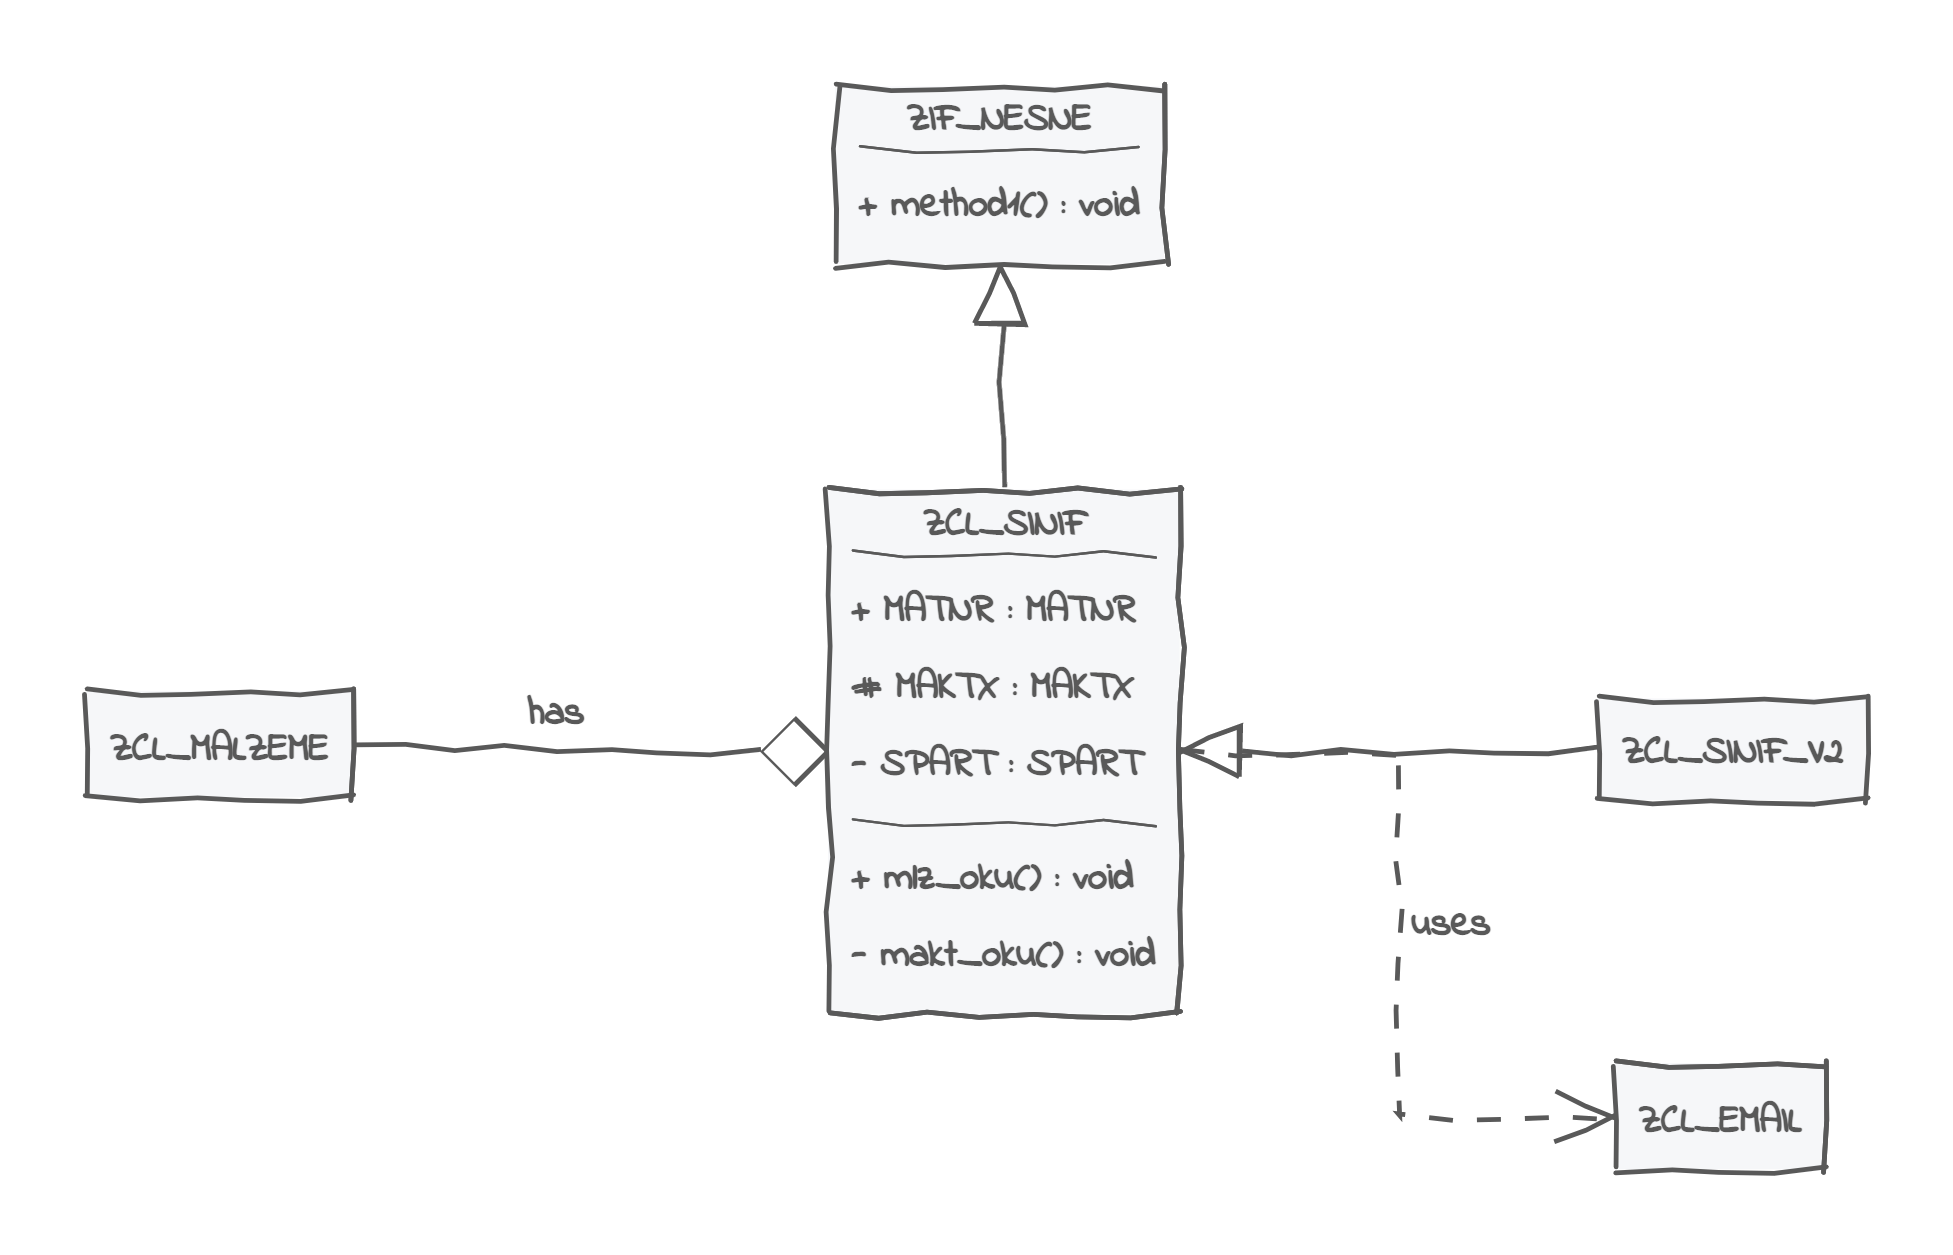 ZIF_NESNE
+ method1() : void
ZCL_SINIF
+ MATNR : MATNR
# MAKTX : MAKTX
- SPART : SPART
+ mlz_oku() : void
- makt_oku() : void
ZCL_MALZEME
has
ZCL_SINIF_V2
uses
ZCL_EMAIL